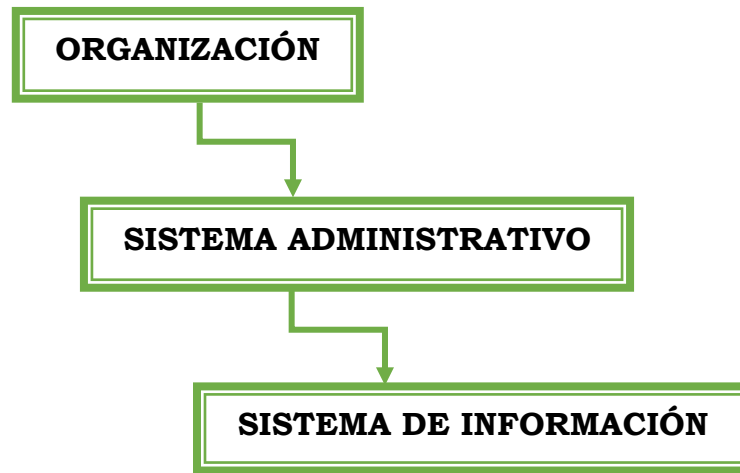 ORGANIZACIÓN
SISTEMA ADMINISTRATIVO
SISTEMA DE INFORMACIÓN